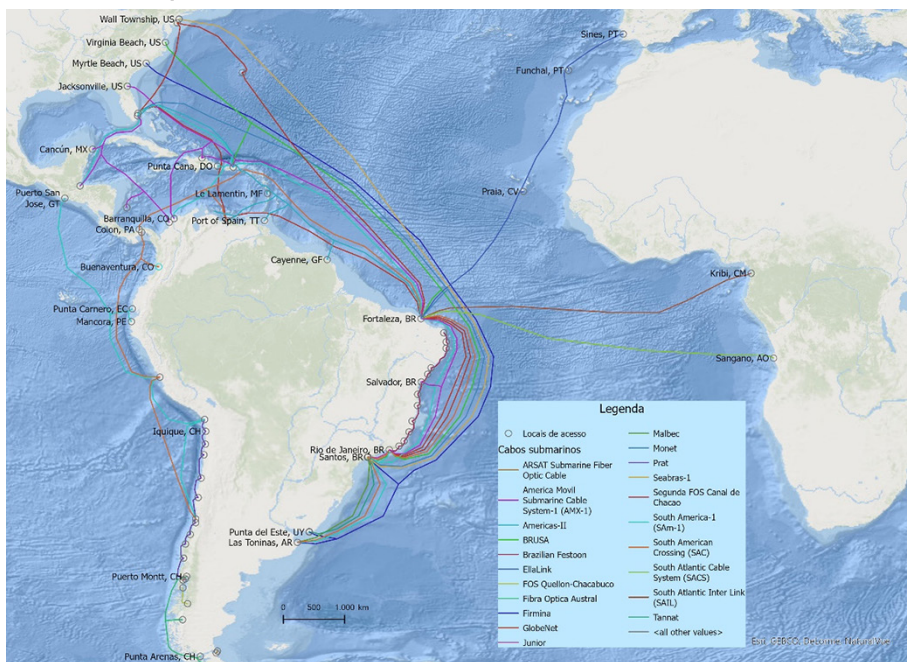 Wall Township, US
Virginia Beach, US
Myrtle Beach, US
Jacksonville, US
Cancún, MX
Punta Cana, DO
Puerto San
Jose, GT
Le Lamentin, MF
Barranquilla, CO
Port of Spain, TT
Colon, PA
Buenaventura, CO
Cayenne, GF
Punta Carnero, EC
Mancora, PE
Fortaleza, BR
Salvador, BR
Iquique, CH
Rio de Janeiro, BR
Santos, BR
Punta del Este, UY
Las Toninas, AR
Puerto Montt, CH
Punta Arenas, CH
Sines, PT
Funchal, PT
Praia, CV
Kribi, CM
Sangano, AO
0 500 1.000 km
Legenda
Locais de acesso
Cabos submarinos
ARSAT Submarine Fiber
Optic Cable
America Movil
Submarine Cable
System-1 (AMX-1)
Americas-II
BRUSA
Brazilian Festoon
EllaLink
FOS Quellon-Chacabuco
Fibra Optica Austral
Firmina
GlobeNet
Junior
Malbec
Monet
Prat
Seabras-1
Segunda FOS Canal de
Chacao
South America-1
(SAm-1)
South American
Crossing (SAC)
South Atlantic Cable
System (SACS)
South Atlantic Inter Link
(SAIL)
Tannat
<all other values>
Esri, GEBCO,